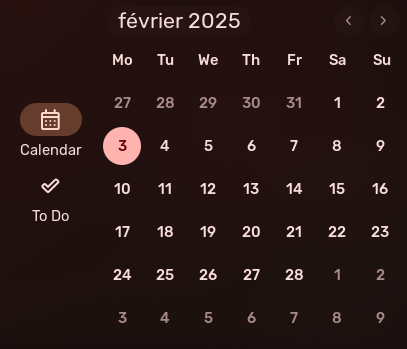 février 2025
Mo Tu We Th Fr Sa Su
27 28 29 30 31 1 2
3 4 5 6 7 8 9
10 11 12 13 14 15 16
17 18 19 20 21 22 23
24 25 26 27 28 1 2
3 4 5 6 7 8 9
Calendar
To Do